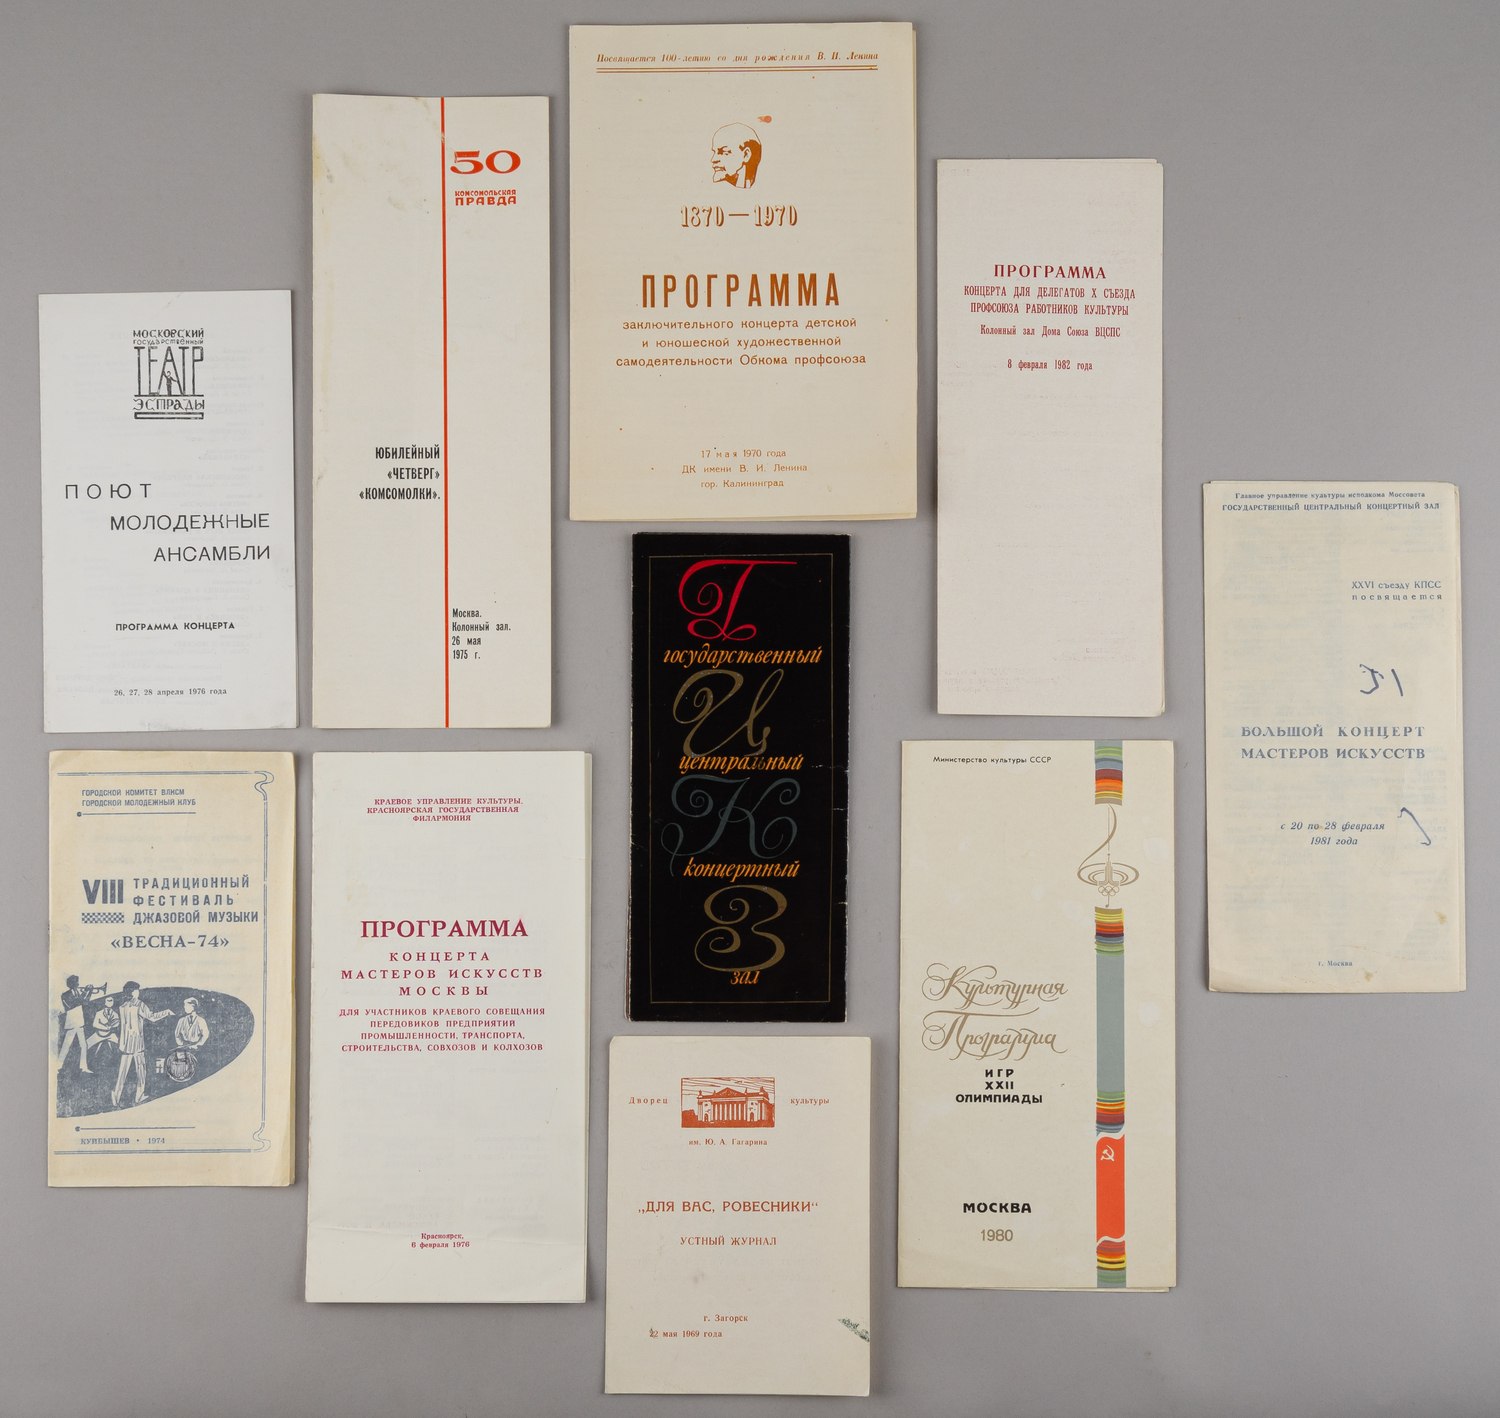 Посвящается 100-летию со дня рождения В. И. Ленина
1870—1970
ПРОГРАММА
заключительного концерта детской
и юношеской художественной
самодеятельности Обкома профсоюза
17 мая 1970 года
ДК имени В. И. Ленина
гор. Калининград
50
КОМСОМОЛЬСКАЯ
ПРАВДА
ЮБИЛЕЙНЫЙ
«ЧЕТВЕРГ»
«КОМСОМОЛКИ».
Москва.
Колонный зал.
26 мая
1975 г.
ПРОГРАММА
КОНЦЕРТА ДЛЯ ДЕЛЕГАТОВ X СЪЕЗДА
ПРОФСОЮЗА РАБОТНИКОВ КУЛЬТУРЫ
Колонный зал Дома Союза ВЦСПС
8 февраля 1982 года
МОСКОВСКИЙ
ГОСУДАРСТВЕННЫЙ
ТЕАТР
ЭСТРАДЫ
ПОЮТ
МОЛОДЕЖНЫЕ
АНСАМБЛИ
ПРОГРАММА КОНЦЕРТА
26, 27, 28 апреля 1976 года
Главное управление культуры исполкома Моссовета
ГОСУДАРСТВЕННЫЙ ЦЕНТРАЛЬНЫЙ КОНЦЕРТНЫЙ ЗАЛ
XXVI съезду КПСС
посвящается
БОЛЬШОЙ КОНЦЕРТ
МАСТЕРОВ ИСКУССТВ
с 20 по 28 февраля
1981 года
г. Москва
Г
государственный
Ц
центральный
К
концертный
З
зал
ГОРОДСКОЙ КОМИТЕТ ВЛКСМ
ГОРОДСКОЙ МОЛОДЕЖНЫЙ КЛУБ
VIII ТРАДИЦИОННЫЙ
ФЕСТИВАЛЬ
ДЖАЗОВОЙ МУЗЫКИ
«ВЕСНА-74»
КУЙБЫШЕВ • 1974
КРАЕВОЕ УПРАВЛЕНИЕ КУЛЬТУРЫ.
КРАСНОЯРСКАЯ ГОСУДАРСТВЕННАЯ
ФИЛАРМОНИЯ
ПРОГРАММА
КОНЦЕРТА
МАСТЕРОВ ИСКУССТВ
МОСКВЫ
ДЛЯ УЧАСТНИКОВ КРАЕВОГО СОВЕЩАНИЯ
ПЕРЕДОВИКОВ ПРЕДПРИЯТИЙ
ПРОМЫШЛЕННОСТИ, ТРАНСПОРТА,
СТРОИТЕЛЬСТВА, СОВХОЗОВ И КОЛХОЗОВ
Красноярск,
6 февраля 1976
Министерство культуры СССР
Культурная
Программа
ИГР
XXII
ОЛИМПИАДЫ
МОСКВА
1980
Дворец культуры
им. Ю. А. Гагарина
„ДЛЯ ВАС, РОВЕСНИКИ“
УСТНЫЙ ЖУРНАЛ
г. Загорск
22 мая 1969 года